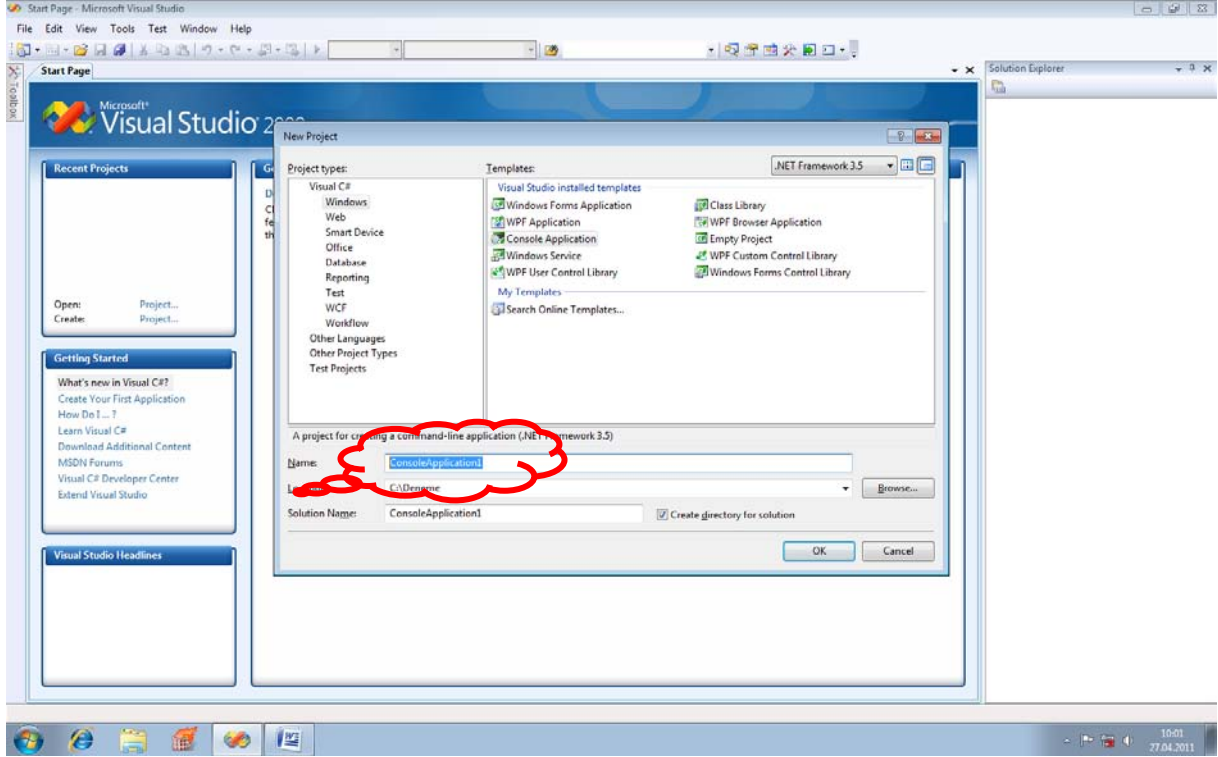 Start Page - Microsoft Visual Studio
File Edit View Tools Test Window Help
Start Page
Solution Explorer
Toolbox
Microsoft
Visual Studio
New Project
Recent Projects
Project types:
Templates:
.NET Framework 3.5
Visual C#
Windows
Web
Smart Device
Office
Database
Reporting
Test
WCF
Workflow
Other Languages
Other Project Types
Test Projects
Visual Studio installed templates
Windows Forms Application
Class Library
WPF Application
WPF Browser Application
Console Application
Empty Project
Windows Service
WPF Custom Control Library
WPF User Control Library
Windows Forms Control Library
My Templates
Search Online Templates...
Open: Project...
Create: Project...
Getting Started
What's new in Visual C#?
Create Your First Application
How Do I ... ?
Learn Visual C#
Download Additional Content
MSDN Forums
Visual C# Developer Center
Extend Visual Studio
A project for creating a command-line application (.NET Framework 3.5)
Name: ConsoleApplication1
C:\Deneme
Browse...
Solution Name: ConsoleApplication1
Create directory for solution
OK Cancel
Visual Studio Headlines
10:01
27.04.2011